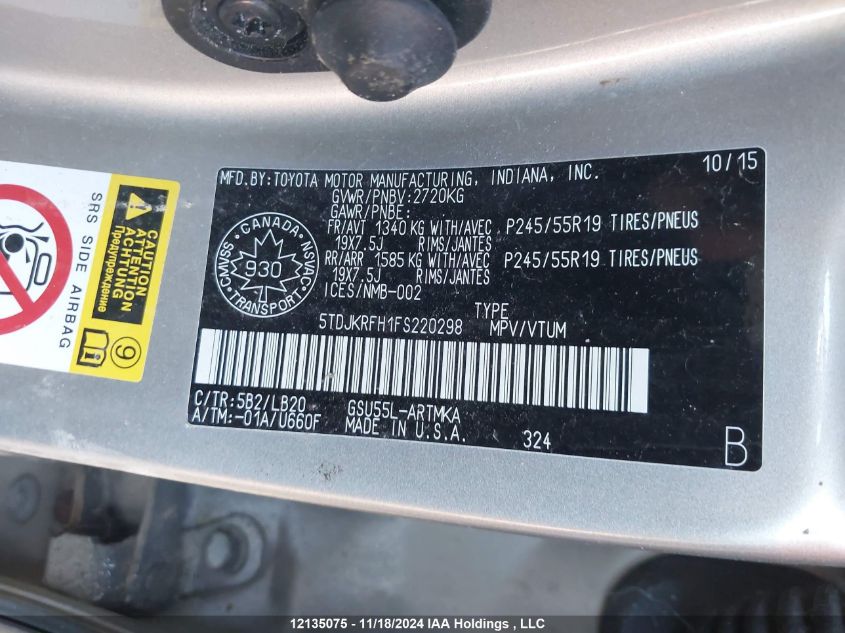 MFD.BY:TOYOTA MOTOR MANUFACTURING, INDIANA, INC. 10/15
GVWR/PNBV:2720KG
GAWR/PNBE:
FR/AVT 1340 KG WITH/AVEC P245/55R19 TIRES/PNEUS
19X7.5J RIMS/JANTES
RR/ARR 1585 KG WITH/AVEC P245/55R19 TIRES/PNEUS
19X7.5J RIMS/JANTES
ICES/NMB-002
CANADA
CMVSS NSVAC
930
TRANSPORT
TYPE
5TDJKRFH1FS220298 MPV/VTUM
C/TR:5B2/LB20 GSU55L-ARTMKA
A/TM:-01A/U660F MADE IN U.S.A. 324
B
SRS SIDE AIRBAG
CAUTION
ATTENTION
ACHTUNG
Предупреждение
9
i
12135075 - 11/18/2024 IAA Holdings , LLC